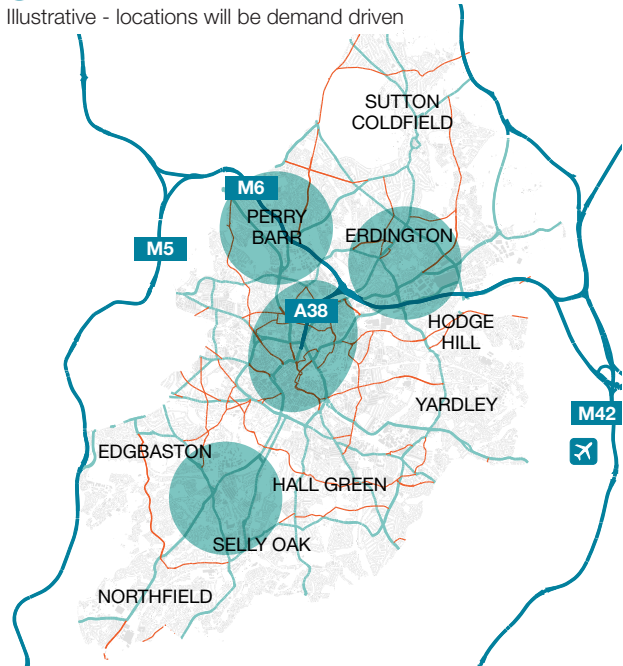 Illustrative - locations will be demand driven
SUTTON
COLDFIELD
M6
PERRY
BARR
ERDINGTON
M5
A38
HODGE
HILL
YARDLEY
M42
EDGBASTON
HALL GREEN
SELLY OAK
NORTHFIELD